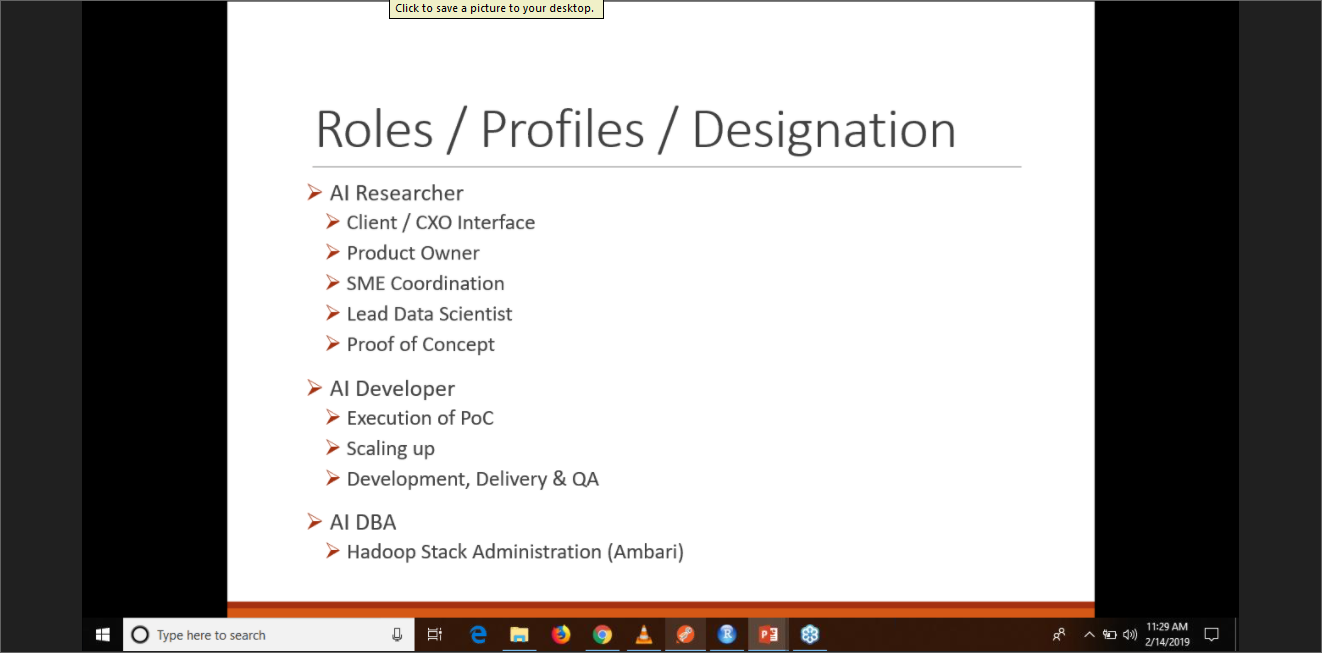 Click to save a picture to your desktop.
Roles / Profiles / Designation
AI Researcher
Client / CXO Interface
Product Owner
SME Coordination
Lead Data Scientist
Proof of Concept
AI Developer
Execution of PoC
Scaling up
Development, Delivery & QA
AI DBA
Hadoop Stack Administration (Ambari)
Type here to search
11:29 AM
2/14/2019